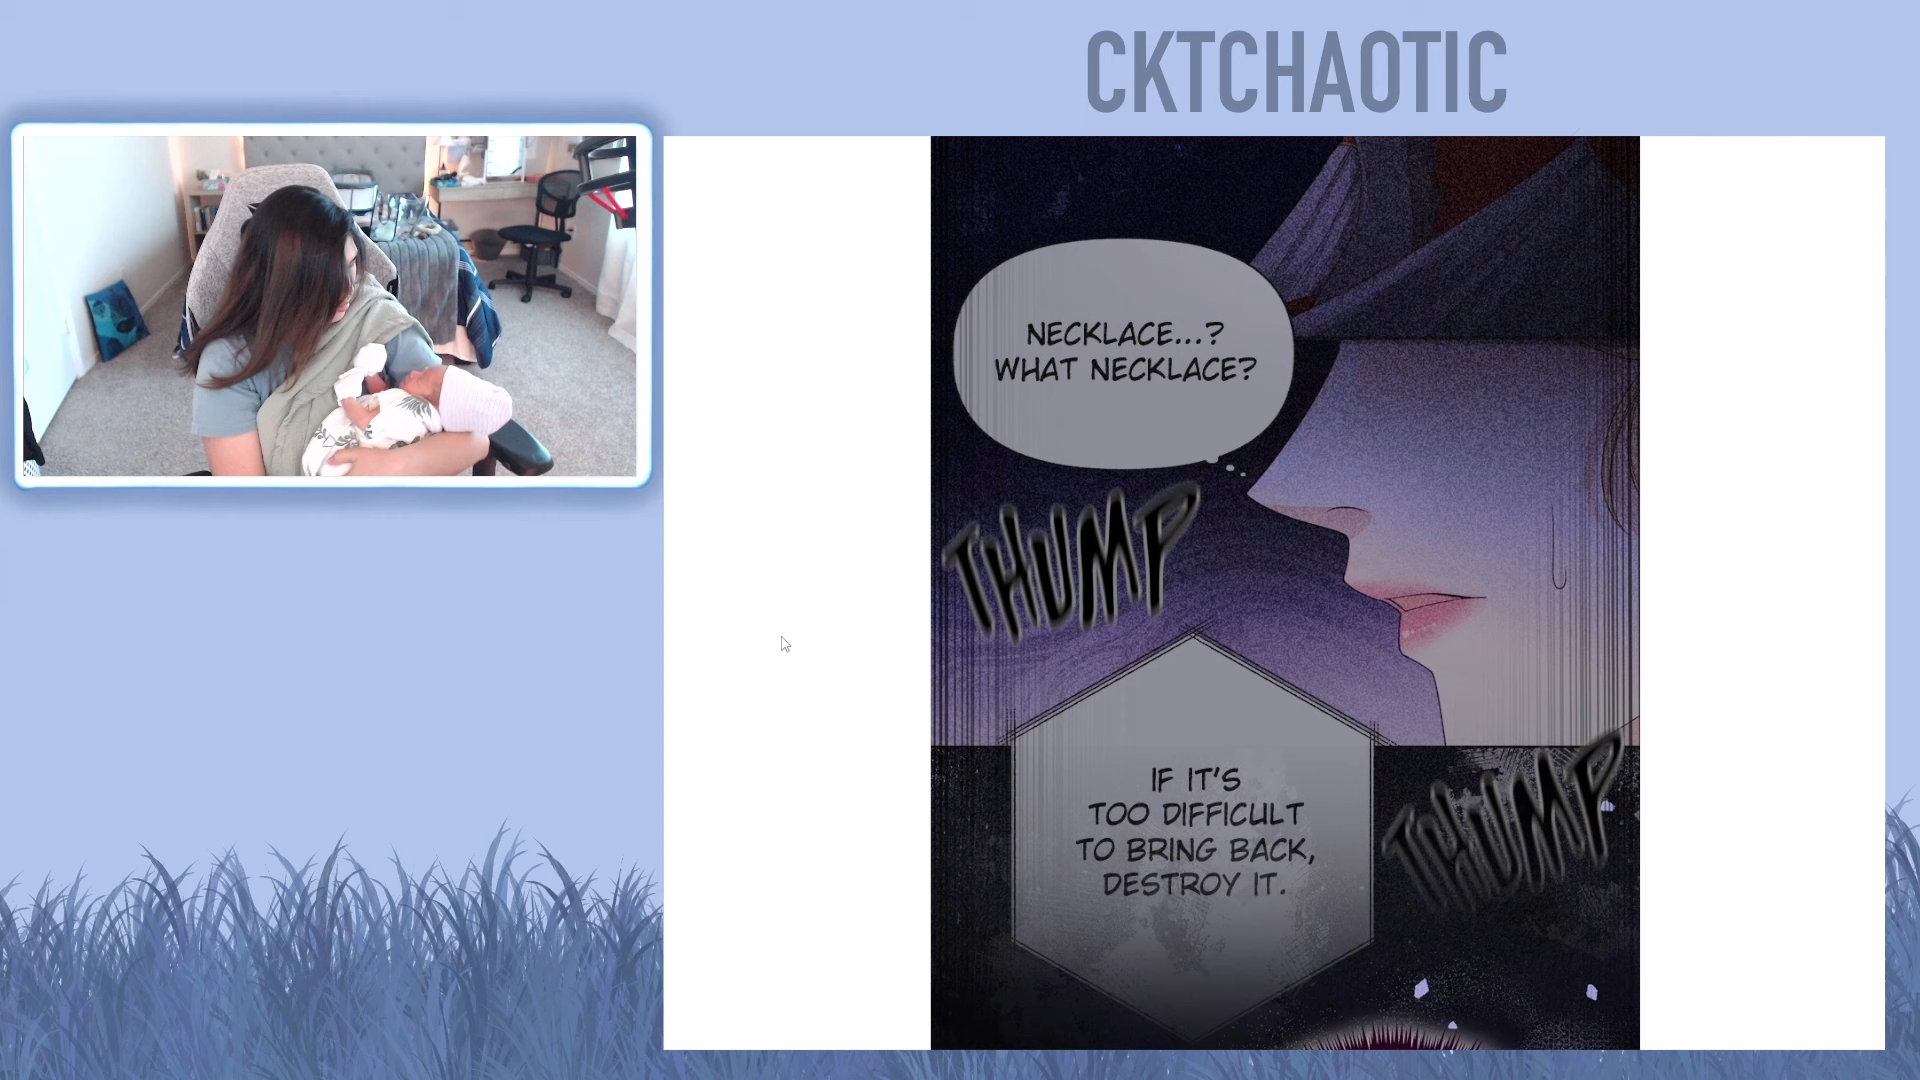 CKTCHAOTIC
NECKLACE...?
WHAT NECKLACE?
THUMP
IF IT'S
TOO DIFFICULT
TO BRING BACK,
DESTROY IT.
THUMP